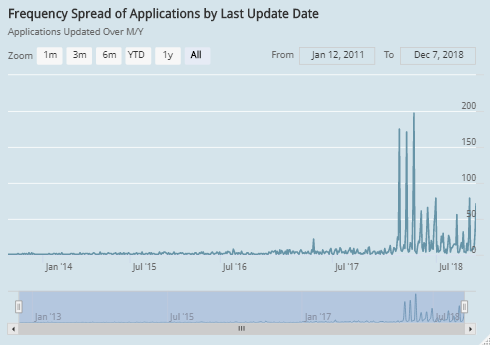 Frequency Spread of Applications by Last Update Date
Applications Updated Over M/Y
Zoom 1m 3m 6m YTD 1y All From Jan 12, 2011 To Dec 7, 2018
200
150
100
50
0
Jan '14 Jul '15 Jul '16 Jul '17 Jul '18
Jan '13 Jul '15 Jan '17